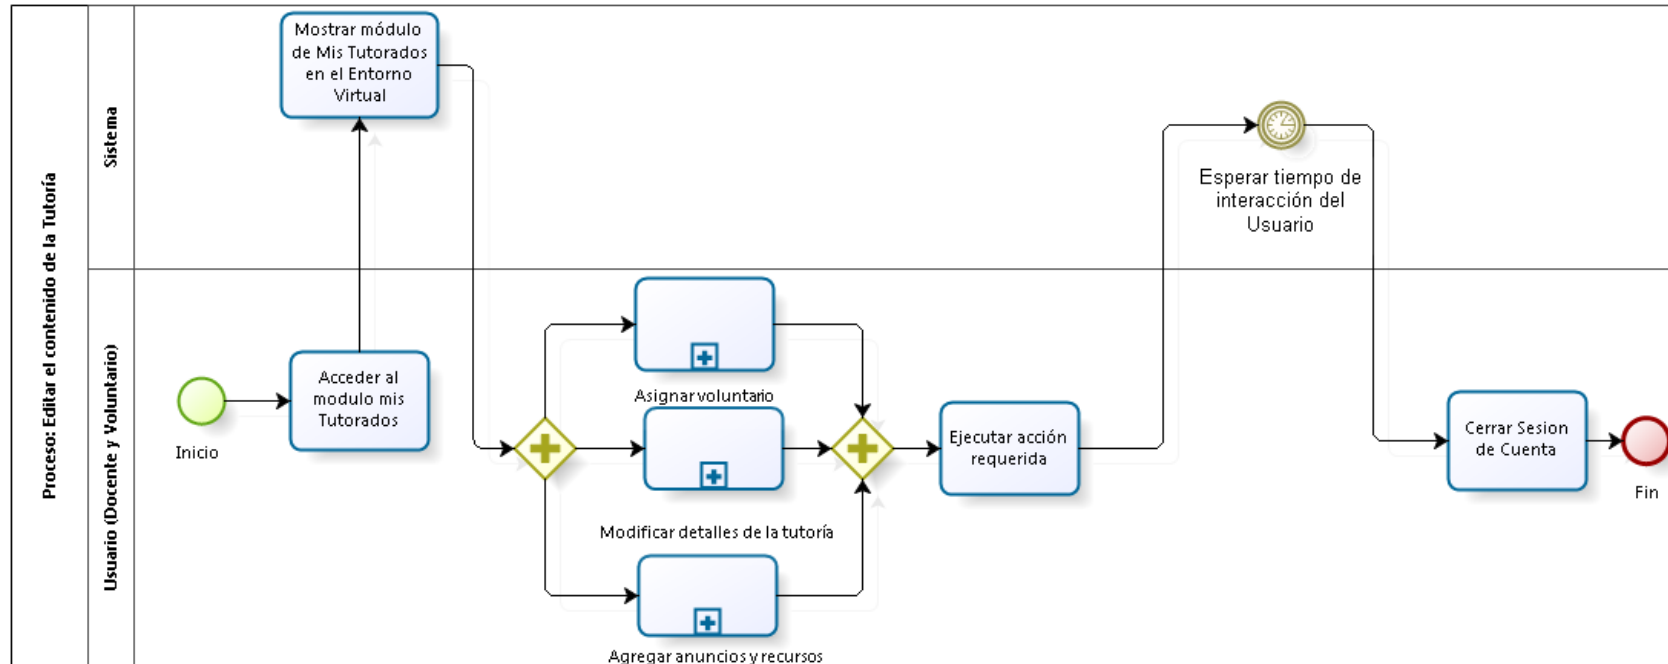 Proceso: Editar el contenido de la Tutoría
Sistema
Mostrar módulo
de Mis Tutorados
en el Entorno
Virtual
Esperar tiempo de
interacción del
Usuario
Usuario (Docente y Voluntario)
Inicio
Acceder al
modulo mis
Tutorados
Asignar voluntario
Modificar detalles de la tutoría
Agregar anuncios y recursos
Ejecutar acción
requerida
Cerrar Sesion
de Cuenta
Fin